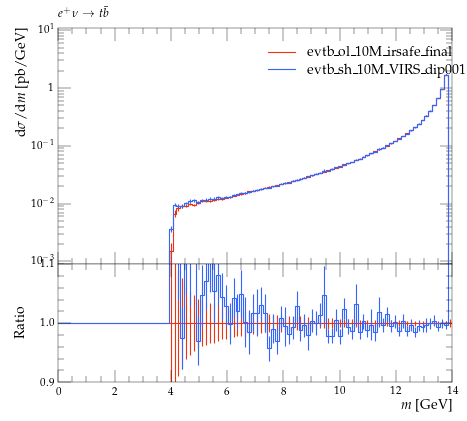 e⁺ν → tb̄
dσ/dm [pb/GeV]
10¹
1
10⁻¹
10⁻²
10⁻³
evtb_ol_10M_irsafe_final
evtb_sh_10M_VIRS_dip001
Ratio
1.1
1.0
0.9
0 2 4 6 8 10 12 14
m [GeV]